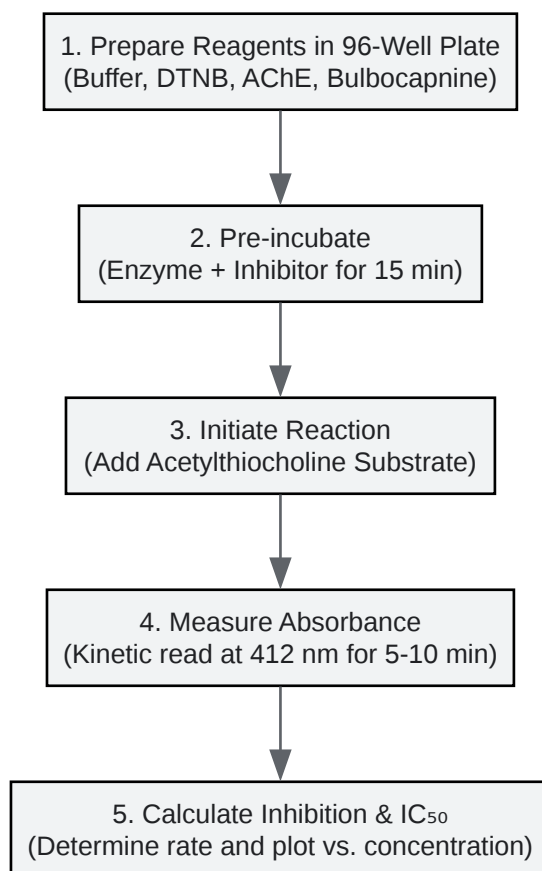 1. Prepare Reagents in 96-Well Plate
(Buffer, DTNB, AChE, Bulbocapnine)
2. Pre-incubate
(Enzyme + Inhibitor for 15 min)
3. Initiate Reaction
(Add Acetylthiocholine Substrate)
4. Measure Absorbance
(Kinetic read at 412 nm for 5-10 min)
5. Calculate Inhibition & IC₅₀
(Determine rate and plot vs. concentration)